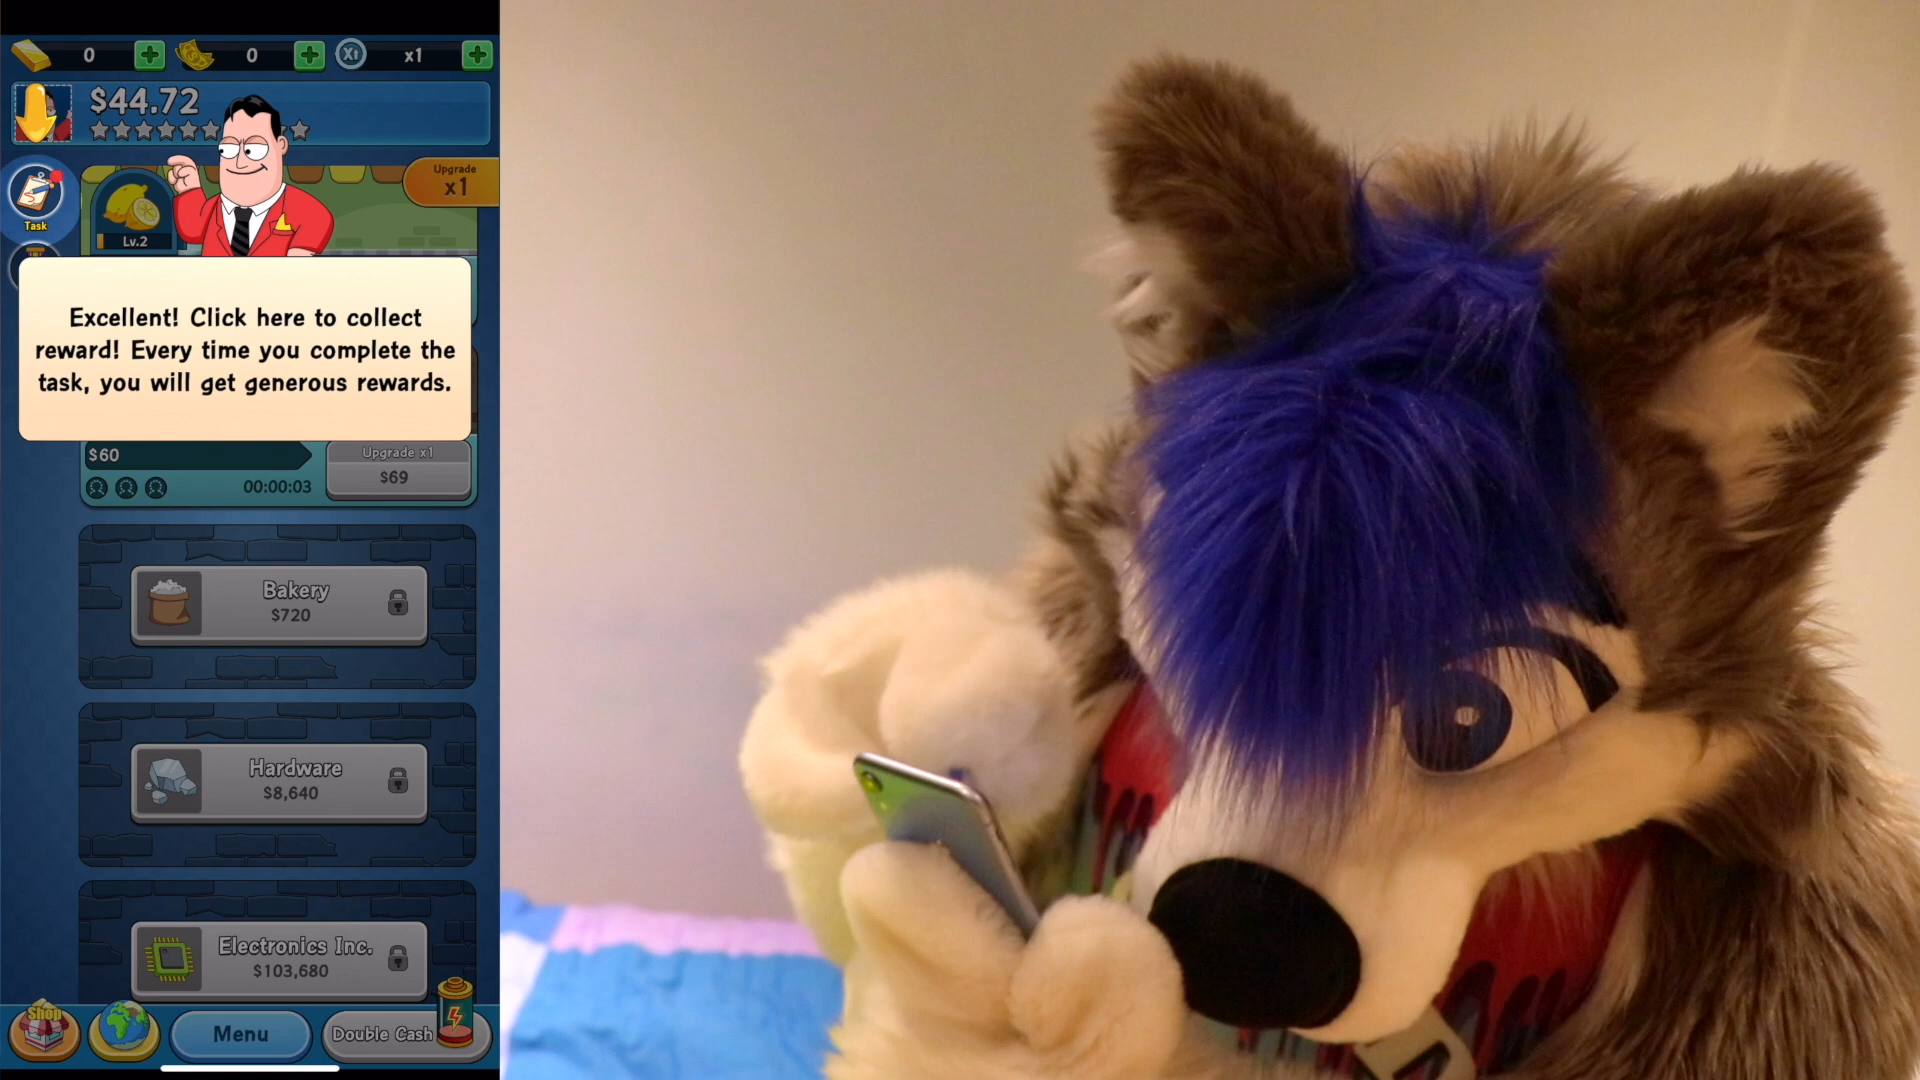 0
0
x1
$44.72
Upgrade
x1
Task
Lv.2
Excellent! Click here to collect
reward! Every time you complete the
task, you will get generous rewards.
$60
Upgrade x1
$69
00:00:03
Bakery
$720
Hardware
$8,640
Electronics Inc.
$103,680
Shop
Menu
Double Cash